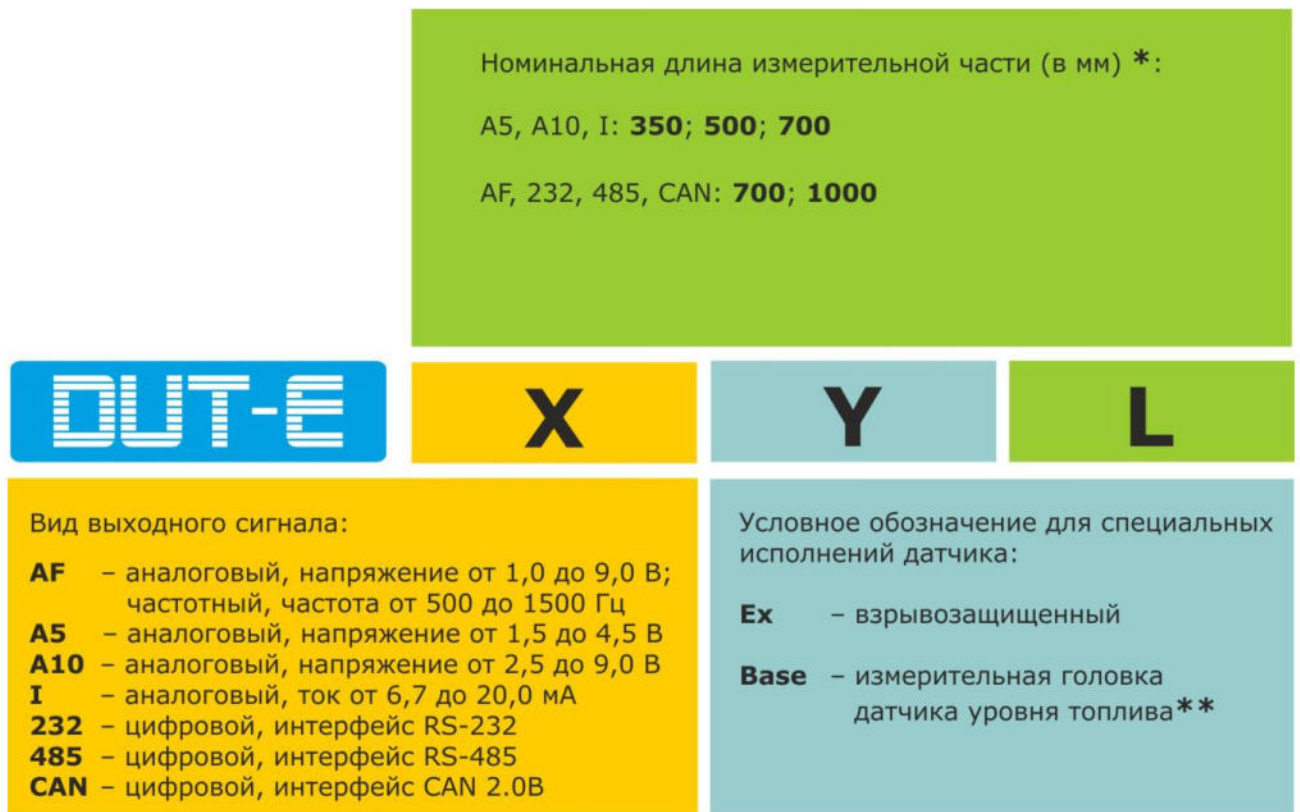 Номинальная длина измерительной части (в мм) *:
A5, A10, I: 350; 500; 700
AF, 232, 485, CAN: 700; 1000
DUT-E
X
Y
L
Вид выходного сигнала:
AF – аналоговый, напряжение от 1,0 до 9,0 В;
частотный, частота от 500 до 1500 Гц
A5 – аналоговый, напряжение от 1,5 до 4,5 В
A10 – аналоговый, напряжение от 2,5 до 9,0 В
I – аналоговый, ток от 6,7 до 20,0 мА
232 – цифровой, интерфейс RS-232
485 – цифровой, интерфейс RS-485
CAN – цифровой, интерфейс CAN 2.0B
Условное обозначение для специальных
исполнений датчика:
Ex – взрывозащищенный
Base – измерительная головка
датчика уровня топлива**